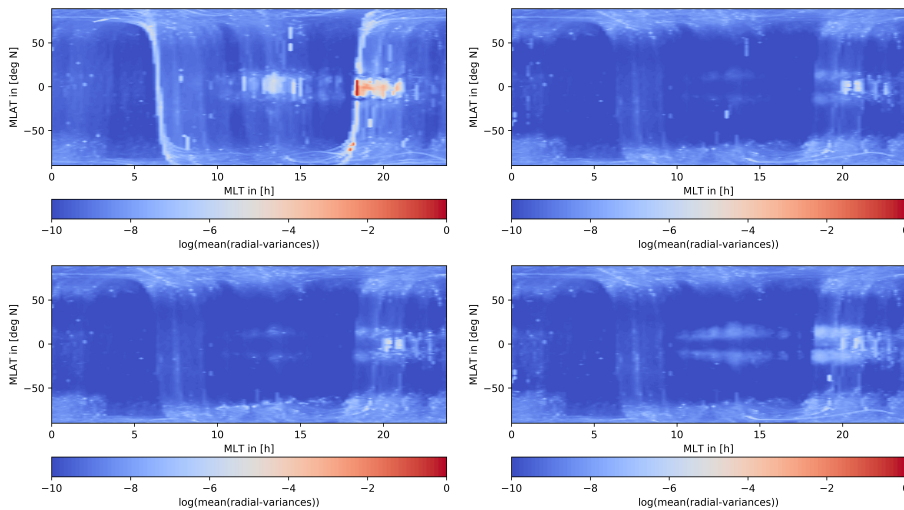 50
0
−50
MLAT in [deg N]
0 5 10 15 20
MLT in [h]
−10 −8 −6 −4 −2 0
log(mean(radial-variances))
50
0
−50
MLAT in [deg N]
0 5 10 15 20
MLT in [h]
−10 −8 −6 −4 −2 0
log(mean(radial-variances))
50
0
−50
MLAT in [deg N]
0 5 10 15 20
MLT in [h]
−10 −8 −6 −4 −2 0
log(mean(radial-variances))
50
0
−50
MLAT in [deg N]
0 5 10 15 20
MLT in [h]
−10 −8 −6 −4 −2 0
log(mean(radial-variances))